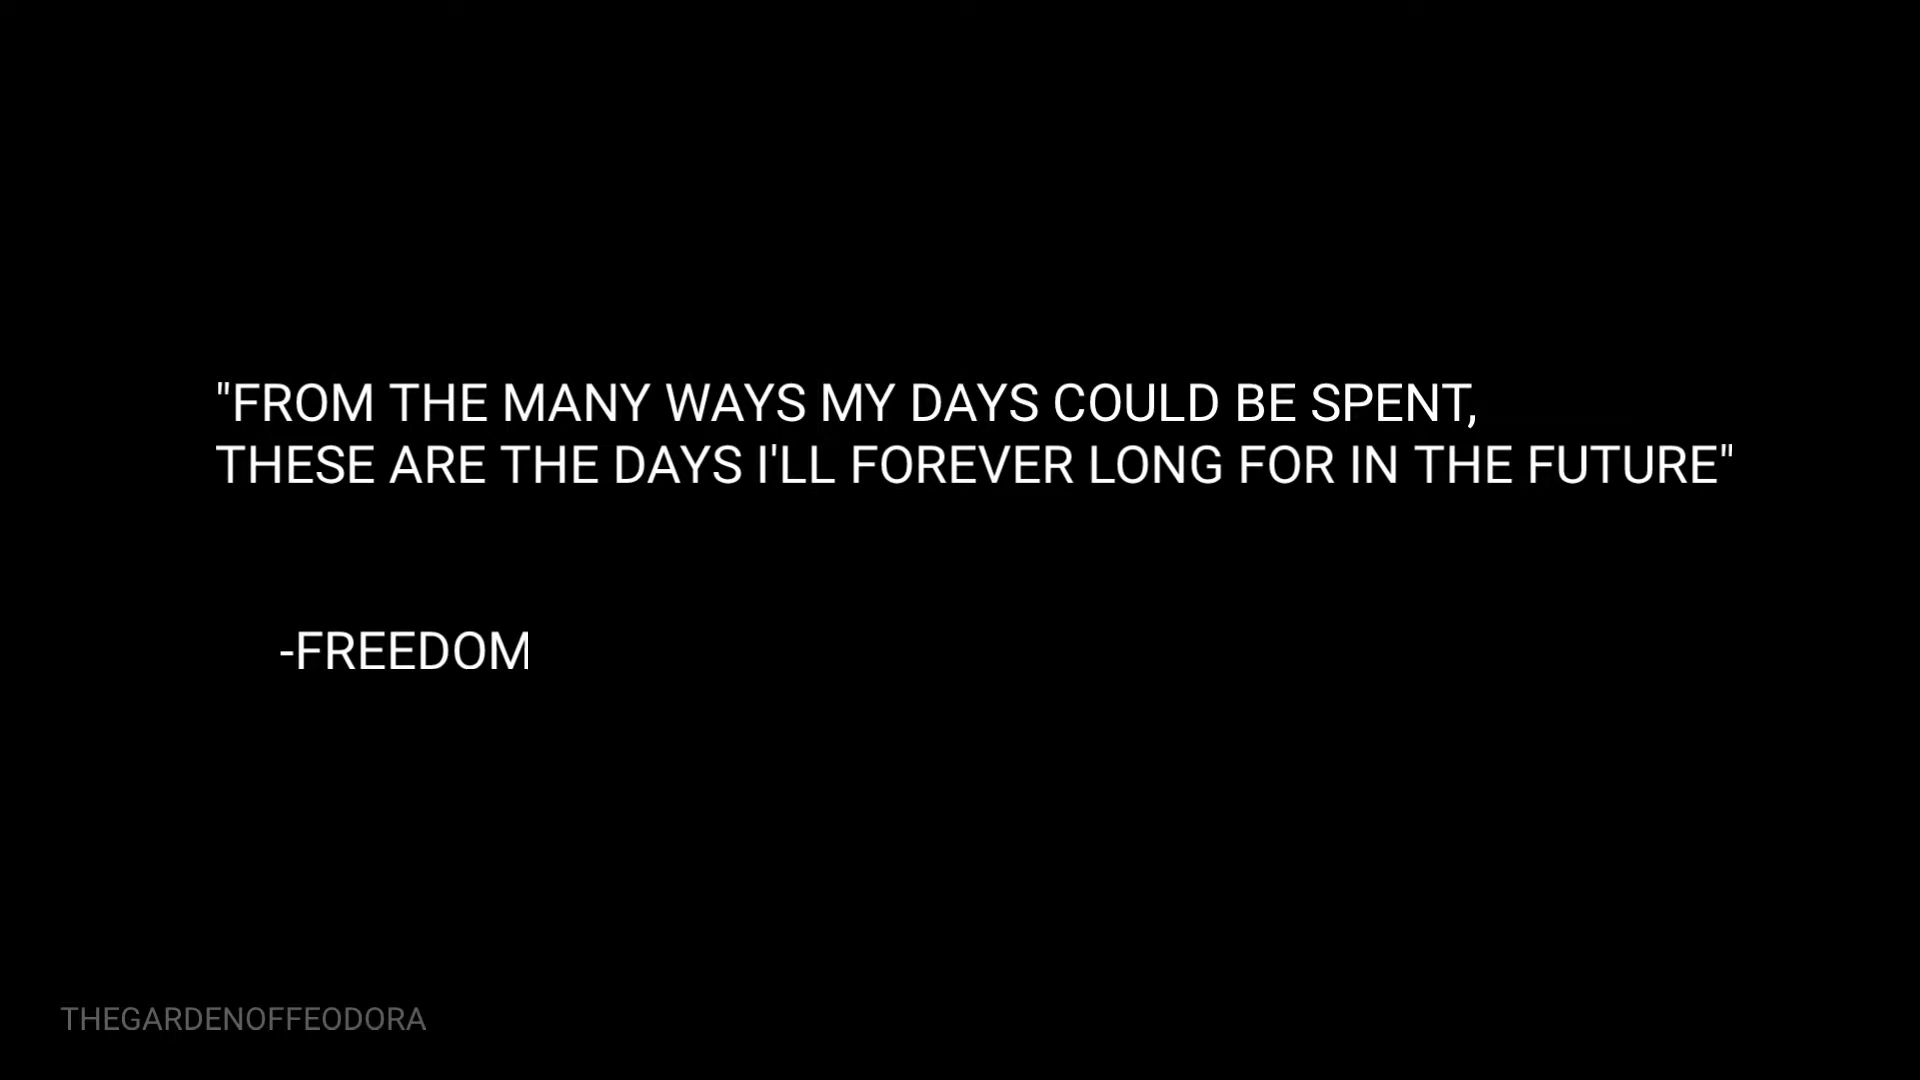 "FROM THE MANY WAYS MY DAYS COULD BE SPENT,
THESE ARE THE DAYS I'LL FOREVER LONG FOR IN THE FUTURE"
-FREEDOM
THEGARDENOFFEODORA